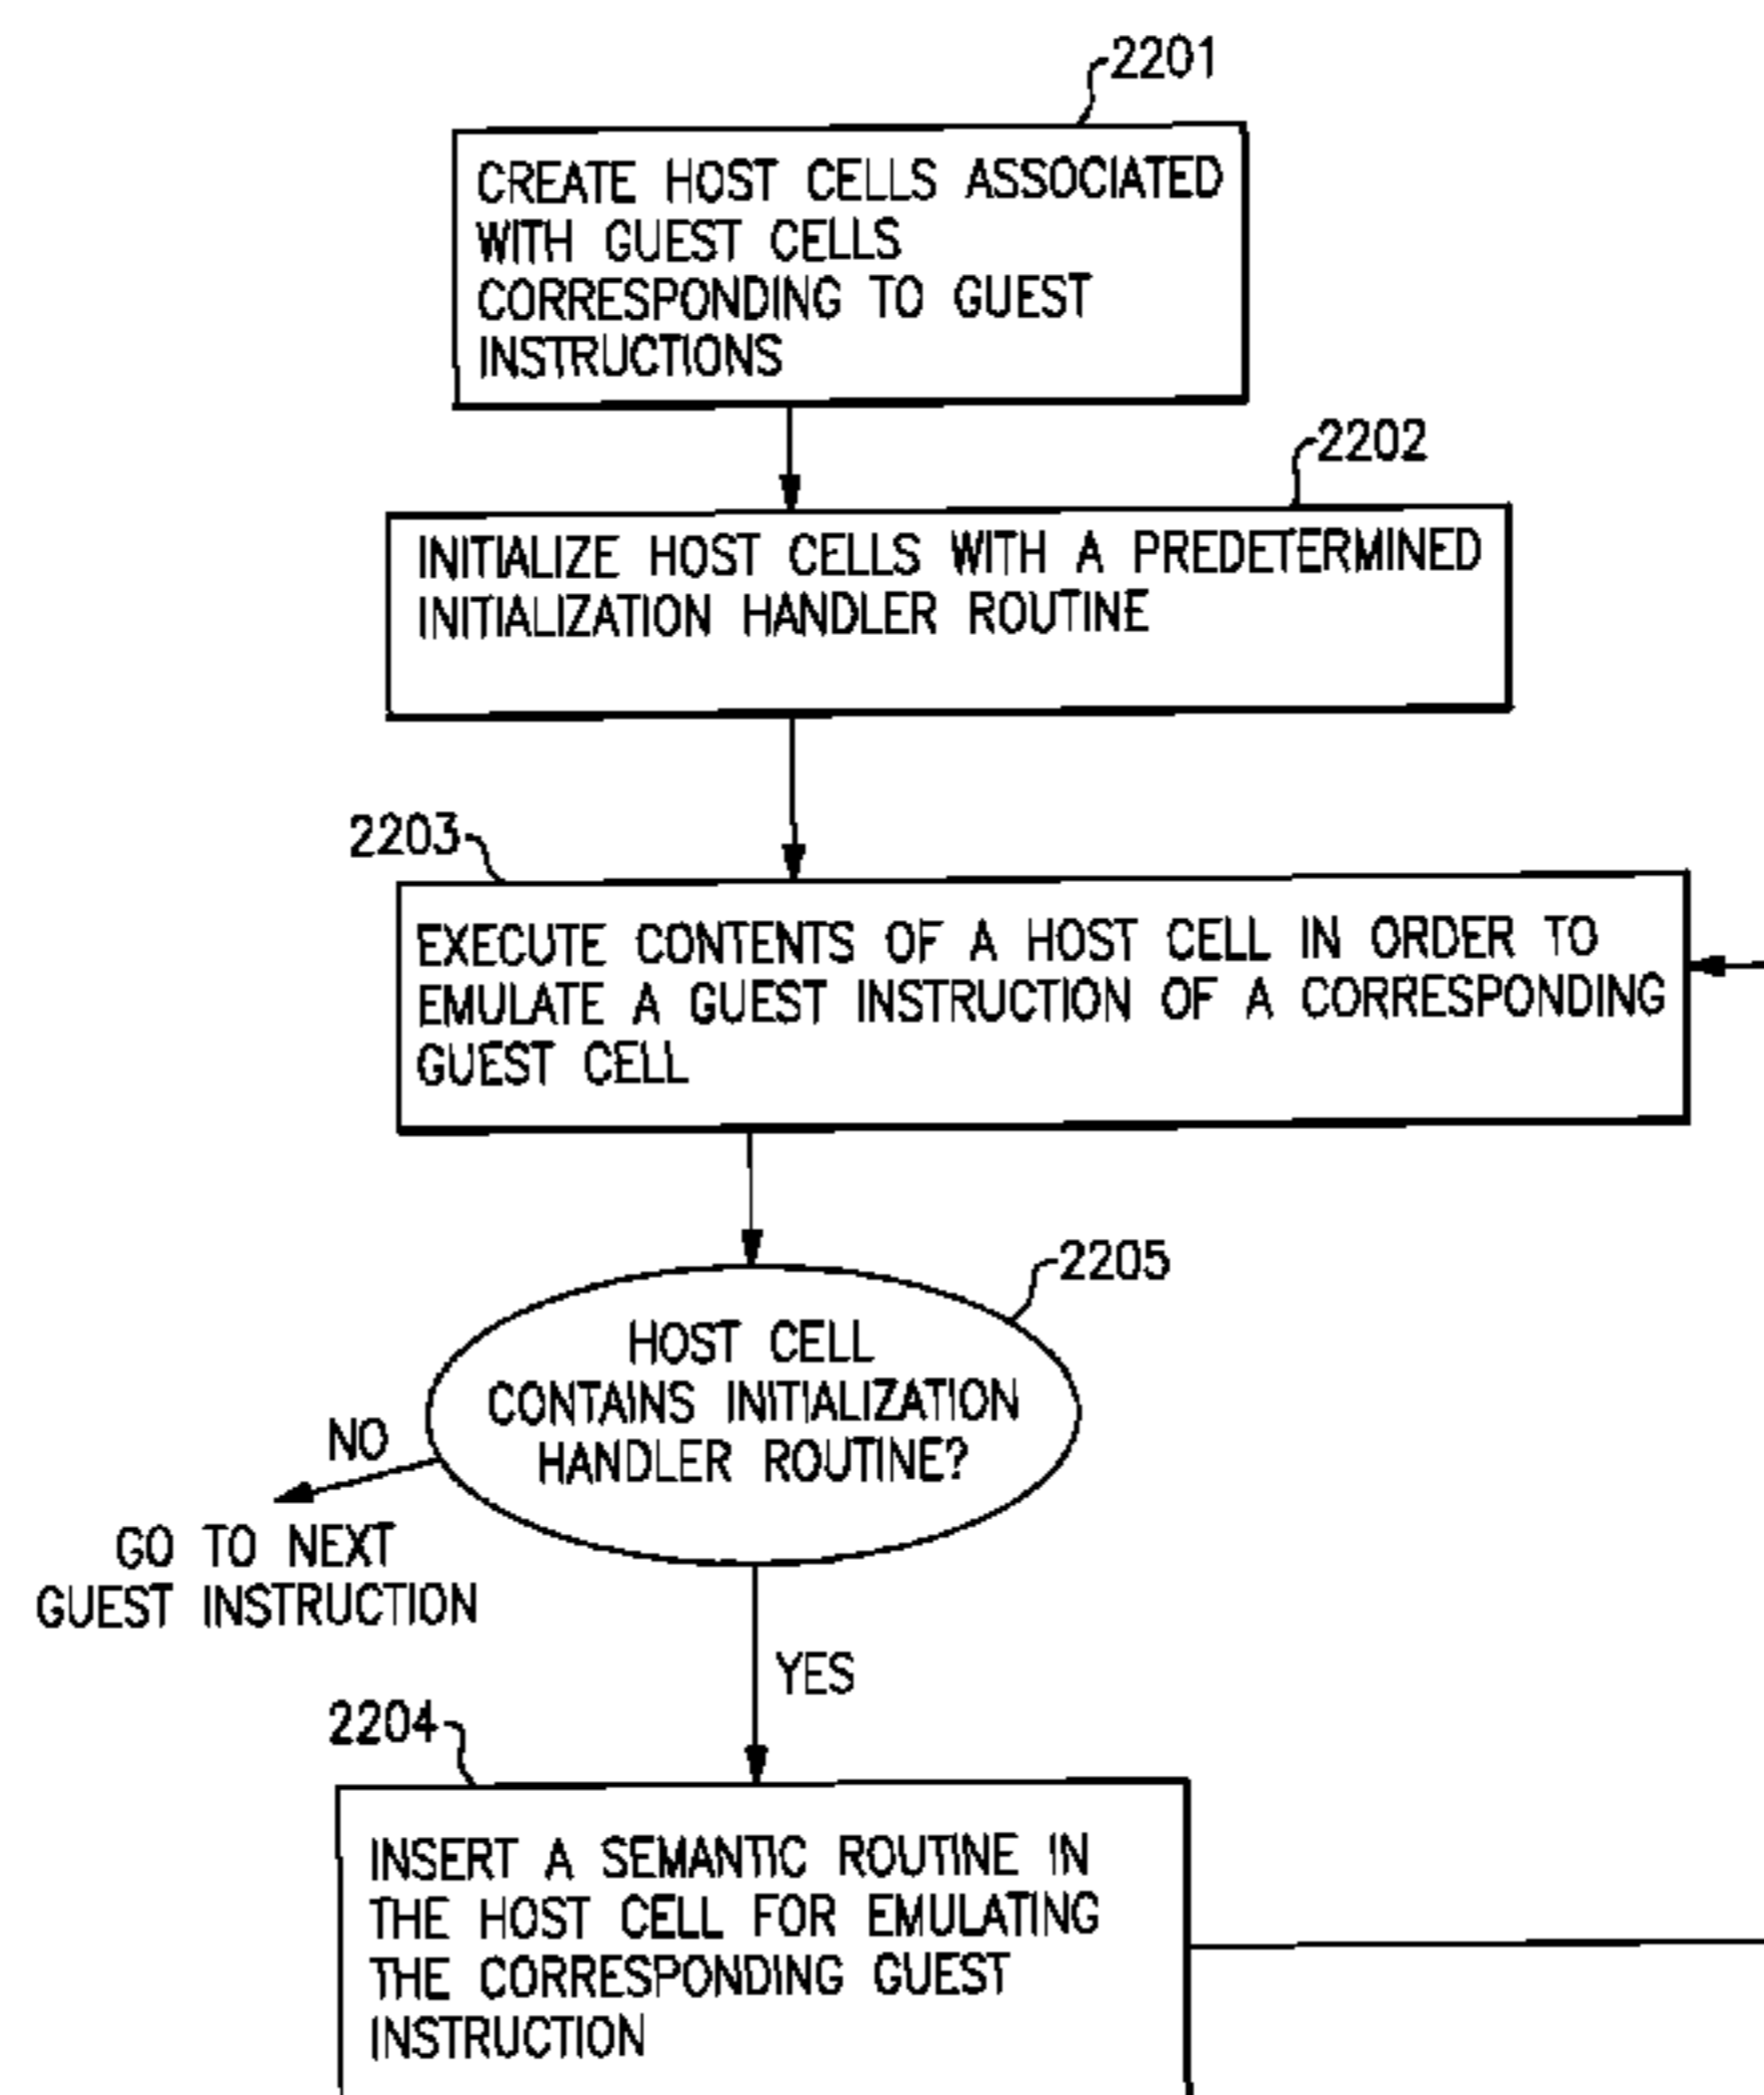 2201
CREATE HOST CELLS ASSOCIATED
WITH GUEST CELLS
CORRESPONDING TO GUEST
INSTRUCTIONS
2202
INITIALIZE HOST CELLS WITH A PREDETERMINED
INITIALIZATION HANDLER ROUTINE
2203
EXECUTE CONTENTS OF A HOST CELL IN ORDER TO
EMULATE A GUEST INSTRUCTION OF A CORRESPONDING
GUEST CELL
2205
HOST CELL
CONTAINS INITIALIZATION
HANDLER ROUTINE?
NO
GO TO NEXT
GUEST INSTRUCTION
YES
2204
INSERT A SEMANTIC ROUTINE IN
THE HOST CELL FOR EMULATING
THE CORRESPONDING GUEST
INSTRUCTION